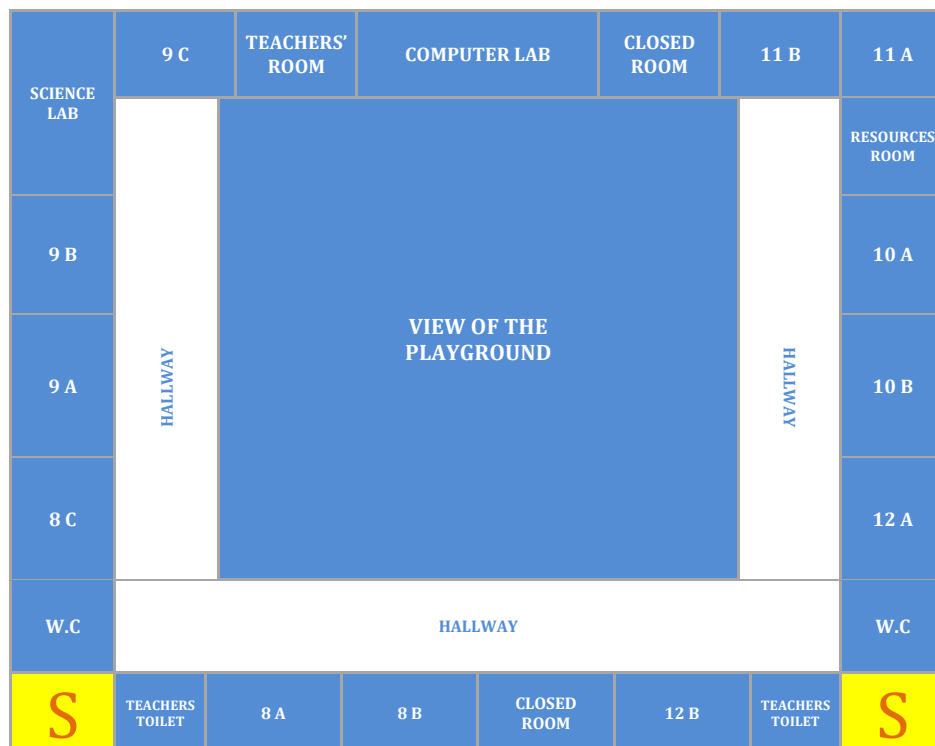 9 C
TEACHERS’
ROOM
COMPUTER LAB
CLOSED
ROOM
11 B
11 A
SCIENCE
LAB
RESOURCES
ROOM
9 B
10 A
VIEW OF THE
PLAYGROUND
9 A
HALLWAY
HALLWAY
10 B
8 C
12 A
W.C
HALLWAY
W.C
S
TEACHERS
TOILET
8 A
8 B
CLOSED
ROOM
12 B
TEACHERS
TOILET
S